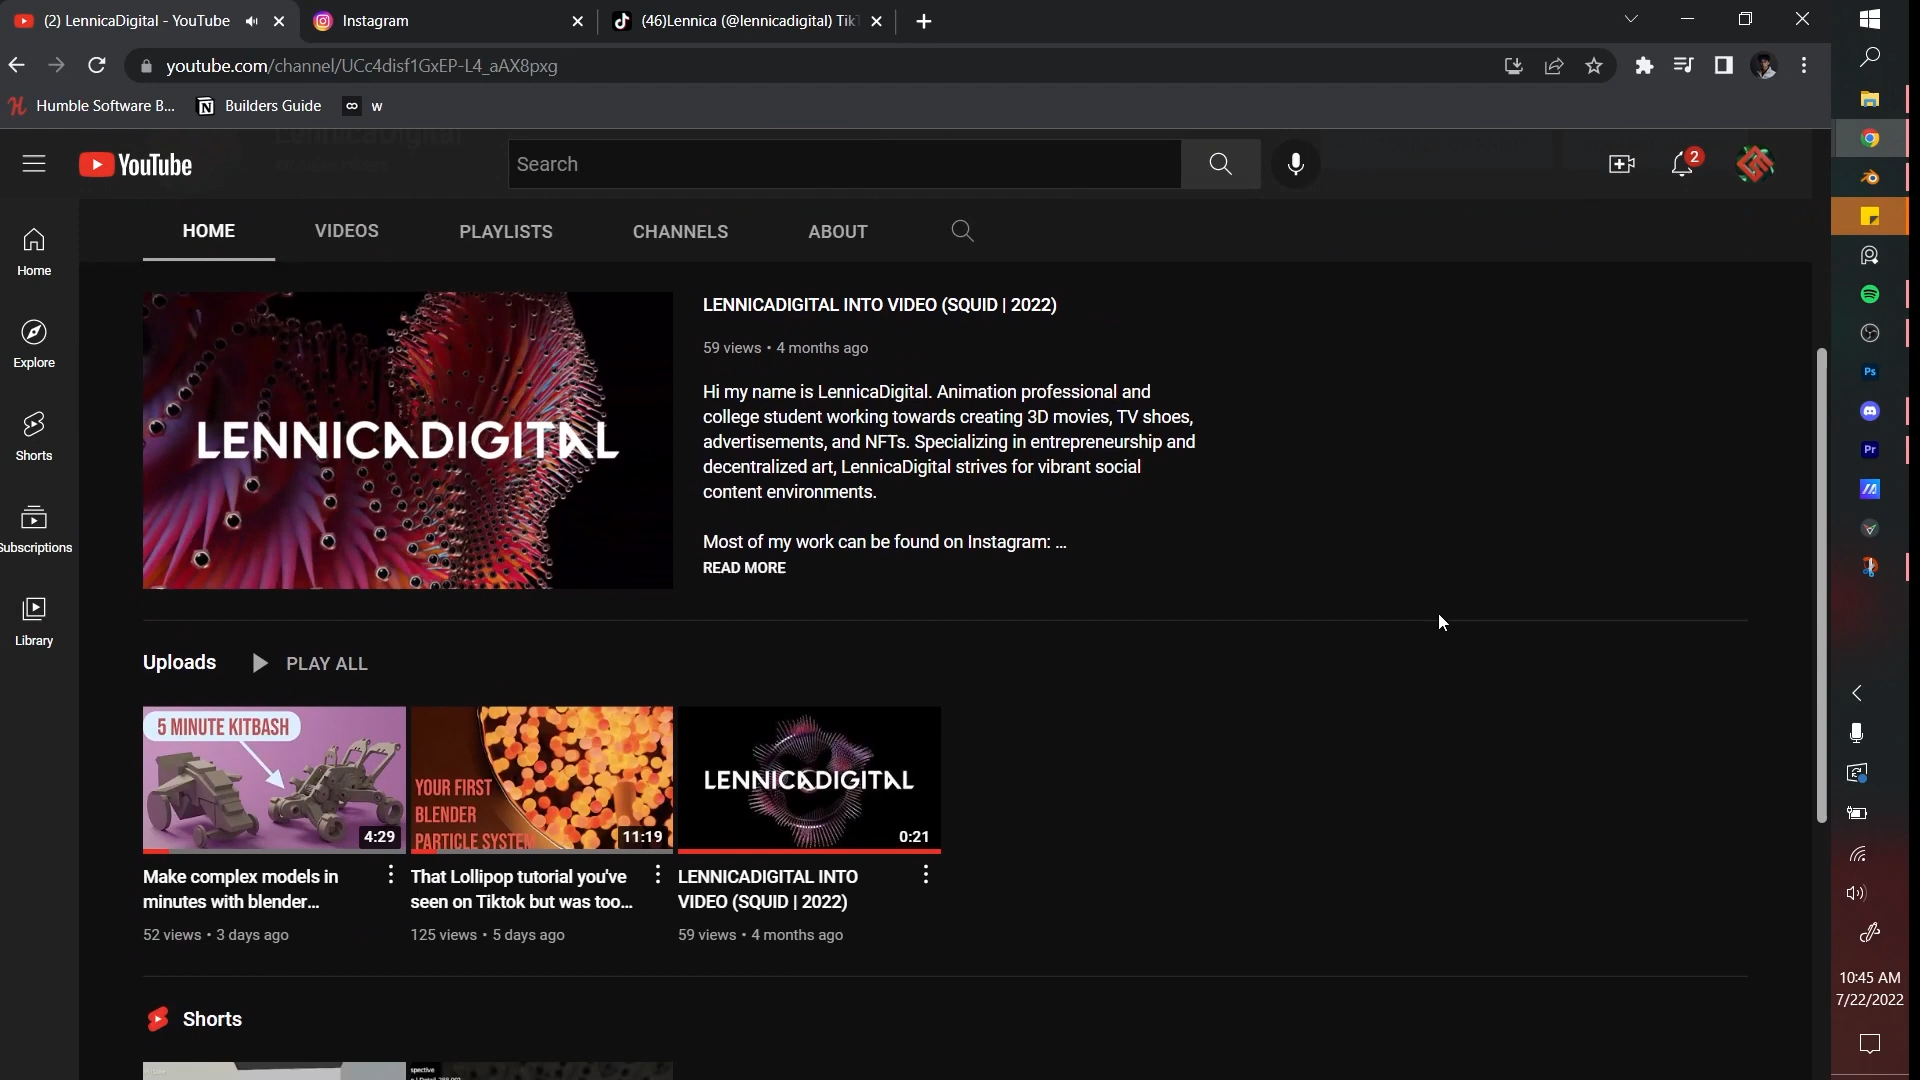 (2) LennicaDigital - YouTube
Instagram
(46)Lennica (@lennicadigital) Tik
youtube.com/channel/UCc4disf1GxEP-L4_aAX8pxg
Humble Software B...
Builders Guide
w
YouTube
Search
2
HOME
VIDEOS
PLAYLISTS
CHANNELS
ABOUT
Home
Explore
Shorts
Subscriptions
Library
LENNICADIGITAL
LENNICADIGITAL INTO VIDEO (SQUID | 2022)
59 views • 4 months ago
Hi my name is LennicaDigital. Animation professional and
college student working towards creating 3D movies, TV shoes,
advertisements, and NFTs. Specializing in entrepreneurship and
decentralized art, LennicaDigital strives for vibrant social
content environments.
Most of my work can be found on Instagram: ...
READ MORE
Uploads
PLAY ALL
5 MINUTE KITBASH
4:29
Make complex models in
minutes with blender...
52 views • 3 days ago
YOUR FIRST
BLENDER
PARTICLE SYSTEM
11:19
That Lollipop tutorial you've
seen on Tiktok but was too...
125 views • 5 days ago
LENNICADIGITAL
0:21
LENNICADIGITAL INTO
VIDEO (SQUID | 2022)
59 views • 4 months ago
Shorts
Ps
Pr
10:45 AM
7/22/2022